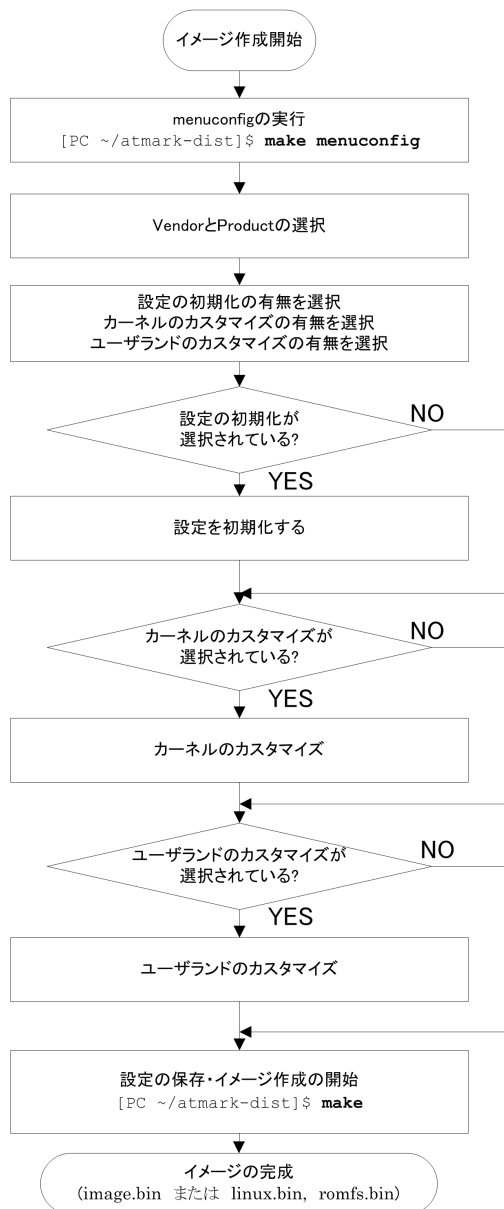 イメージ作成開始
menuconfigの実行
[PC ~/atmark-dist]$ make menuconfig
VendorとProductの選択
設定の初期化の有無を選択
カーネルのカスタマイズの有無を選択
ユーザランドのカスタマイズの有無を選択
設定の初期化が
選択されている?
NO
YES
設定を初期化する
カーネルのカスタマイズが
選択されている?
NO
YES
カーネルのカスタマイズ
ユーザランドのカスタマイズが
選択されている?
NO
YES
ユーザランドのカスタマイズ
設定の保存・イメージ作成の開始
[PC ~/atmark-dist]$ make
イメージの完成
(image.bin または linux.bin, romfs.bin)